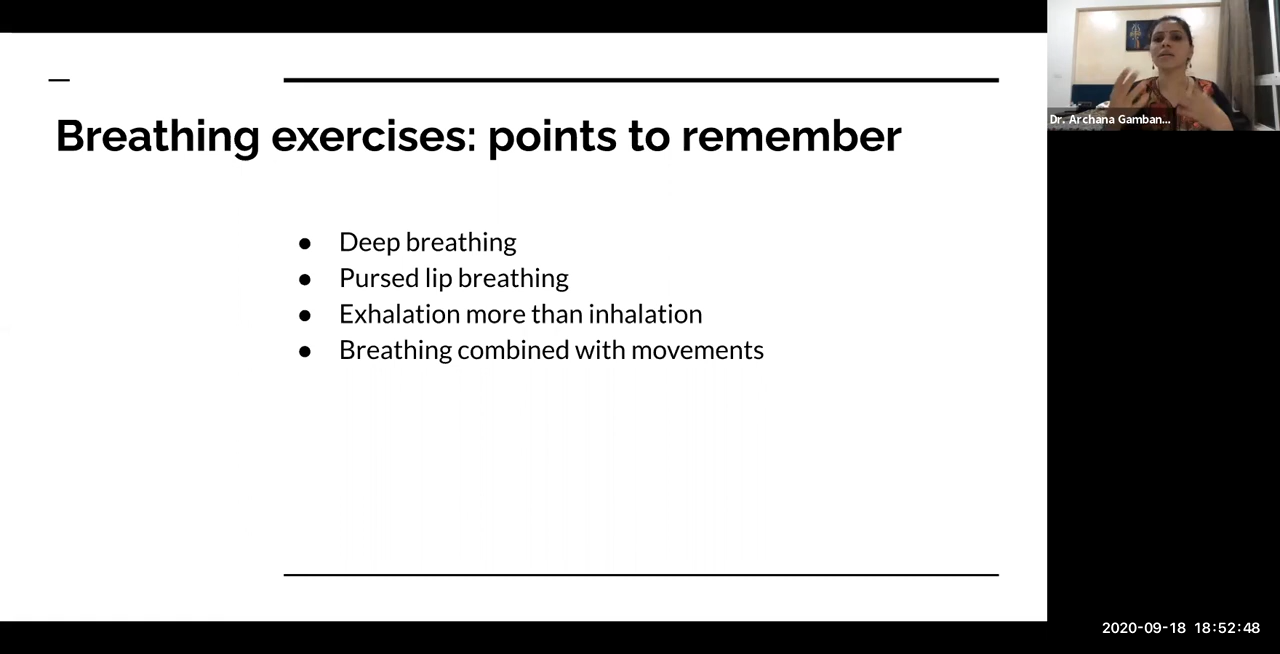 Breathing exercises: points to remember
● Deep breathing
● Pursed lip breathing
● Exhalation more than inhalation
● Breathing combined with movements
Dr. Archana Gamban...
2020-09-18 18:52:48